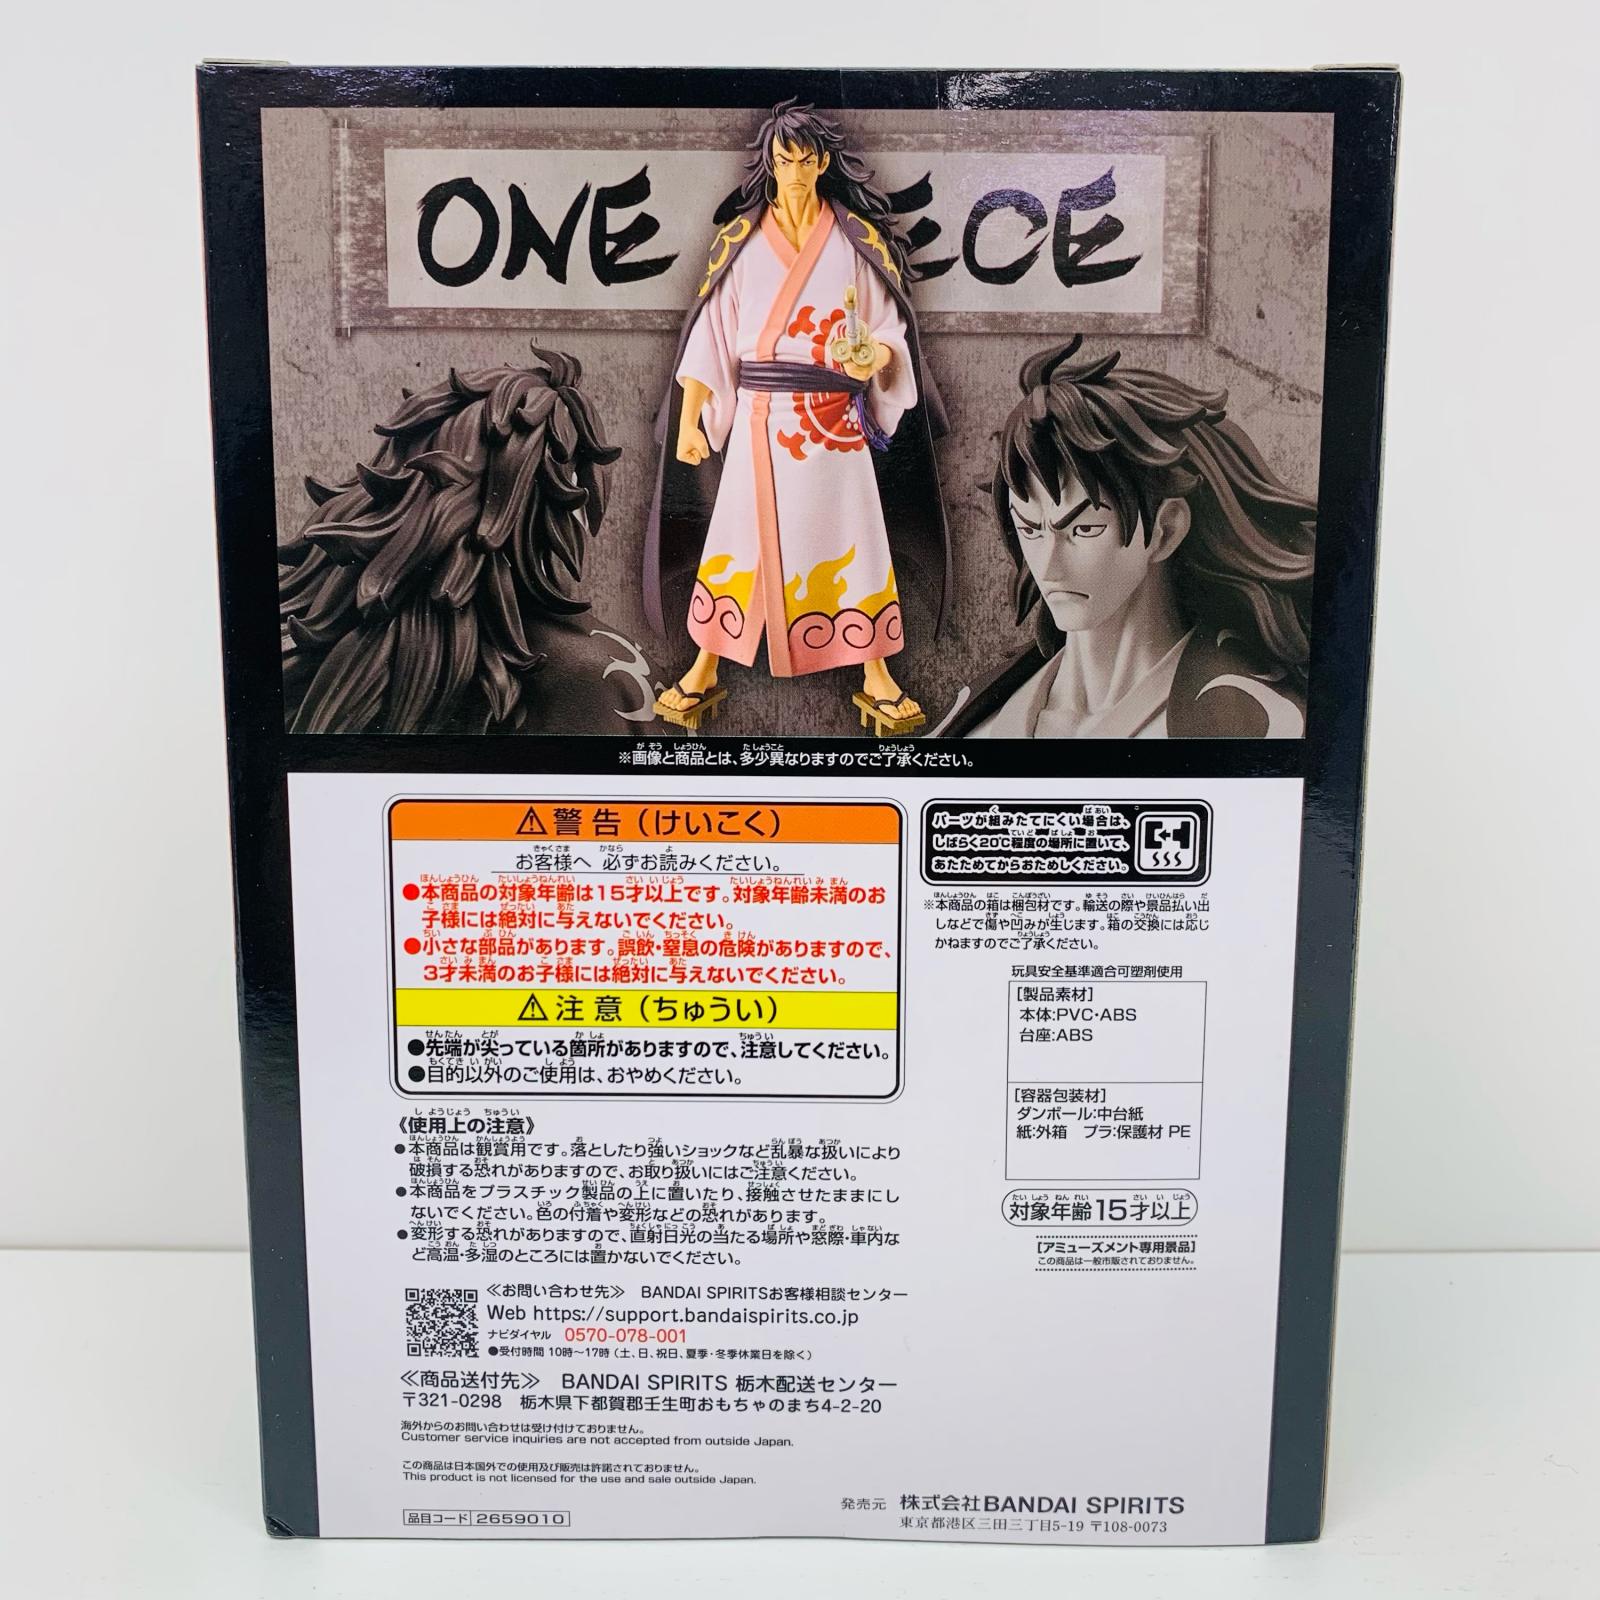 ONE PIECE
※画像と商品とは、多少異なりますのでご了承ください。
⚠警告（けいこく）
お客様へ 必ずお読みください。
●本商品の対象年齢は15才以上です。対象年齢未満のお
子様には絶対に与えないでください。
●小さな部品があります。誤飲・窒息の危険がありますので、
3才未満のお子様には絶対に与えないでください。
⚠注意（ちゅうい）
●先端が尖っている箇所がありますので、注意してください。
●目的以外のご使用は、おやめください。
《使用上の注意》
●本商品は観賞用です。落としたり強いショックなど乱暴な扱いにより
破損する恐れがありますので、お取り扱いにはご注意ください。
●本商品をプラスチック製品の上に置いたり、接触させたままにし
ないでください。色の付着や変形などの恐れがあります。
●変形する恐れがありますので、直射日光の当たる場所や窓際・車内な
ど高温・多湿のところには置かないでください。
≪お問い合わせ先≫ BANDAI SPIRITSお客様相談センター
Web https://support.bandaispirits.co.jp
ナビダイヤル 0570-078-001
●受付時間 10時～17時（土、日、祝日、夏季・冬季休業日を除く）
≪商品送付先≫ BANDAI SPIRITS 栃木配送センター
〒321-0298 栃木県下都賀郡壬生町おもちゃのまち4-2-20
海外からのお問い合わせは受け付けておりません。
Customer service inquiries are not accepted from outside Japan.
この商品は日本国外での使用及び販売は許諾されておりません。
This product is not licensed for the use and sale outside Japan.
品目コード 2659010
パーツが組みたてにくい場合は、
しばらく20℃程度の場所に置いて、
あたためてからおためしください。
※本商品の箱は梱包材です。輸送の際や景品払い出
しなどで傷や凹みが生じます。箱の交換には応じ
かねますのでご了承ください。
玩具安全基準適合可塑剤使用
[製品素材]
本体:PVC・ABS
台座:ABS
[容器包装材]
ダンボール:中台紙
紙:外箱 プラ:保護材 PE
対象年齢15才以上
[アミューズメント専用景品]
この商品は一般市販されておりません。
発売元 株式会社BANDAI SPIRITS
東京都港区三田三丁目5-19 〒108-0073